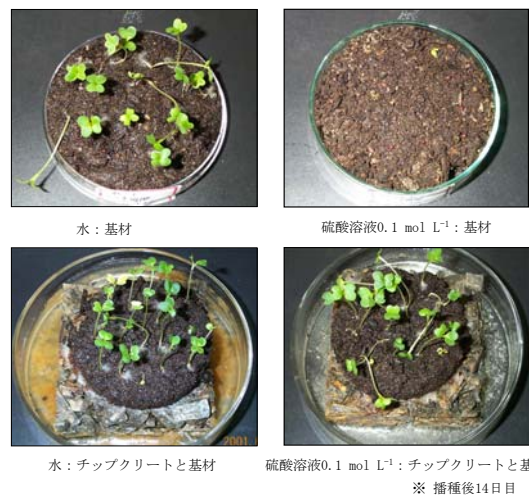 水：基材
硫酸溶液0.1 mol L⁻¹：基材
2001
水：チップクリートと基材
硫酸溶液0.1 mol L⁻¹：チップクリートと基
※ 播種後14日目